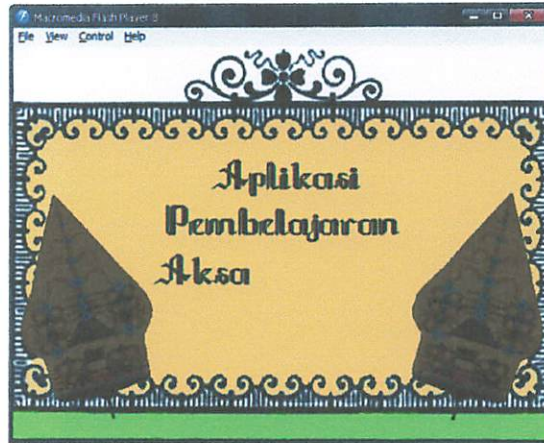 Macromedia Flash Player 8
File View Control Help
Aplikasi
Pembelajaran
Aksa